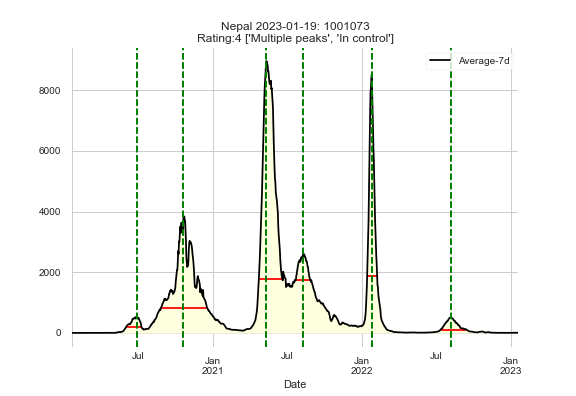 Nepal 2023-01-19: 1001073
Rating:4 ['Multiple peaks', 'In control']
Average-7d
8000
6000
4000
2000
0
Jul
Jan
2021
Jul
Jan
2022
Jul
Jan
2023
Date